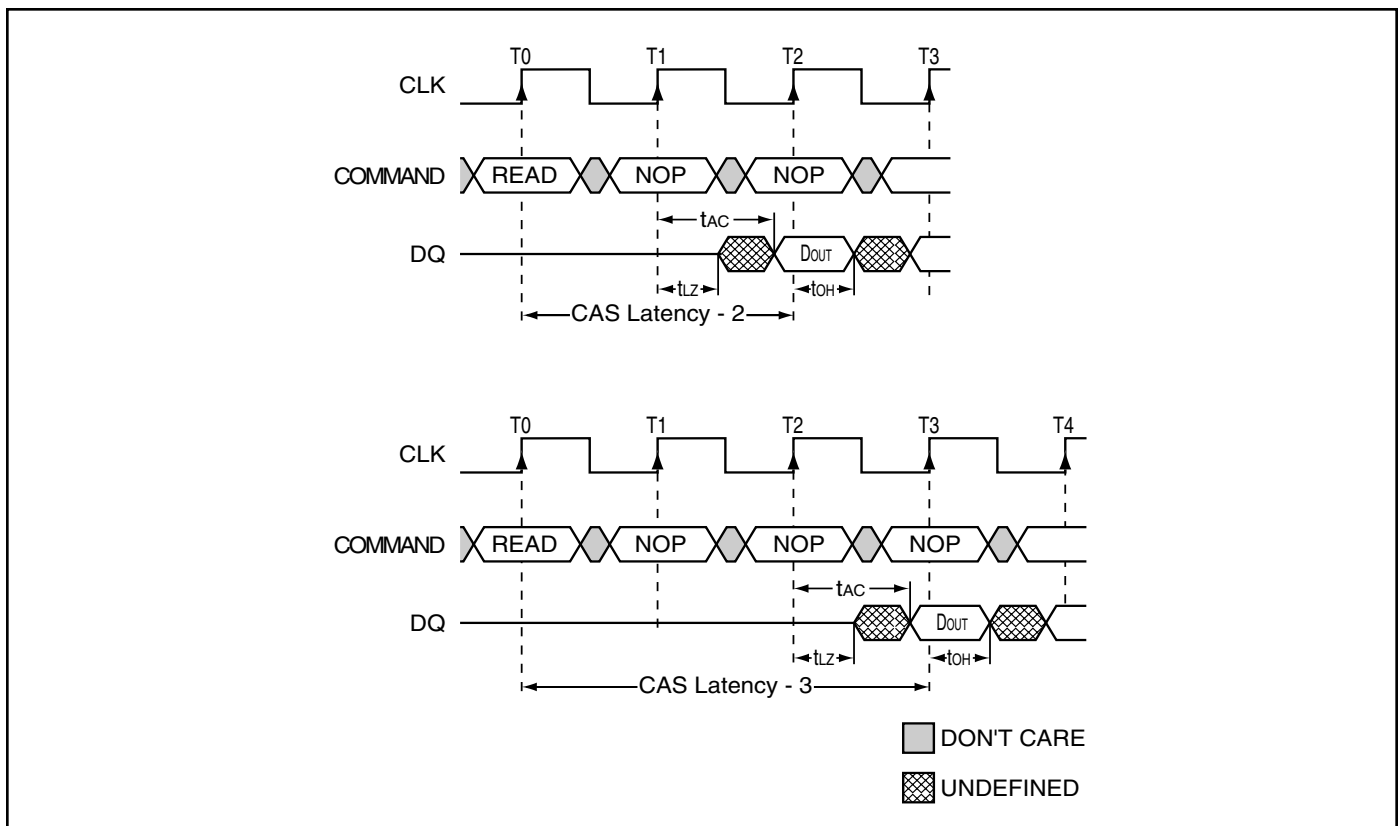 T0 T1 T2 T3
CLK
COMMAND READ NOP NOP
tAC
DQ DOUT
tLZ tOH
CAS Latency - 2
T0 T1 T2 T3 T4
CLK
COMMAND READ NOP NOP NOP
tAC
DQ DOUT
tLZ tOH
CAS Latency - 3
DON'T CARE
UNDEFINED